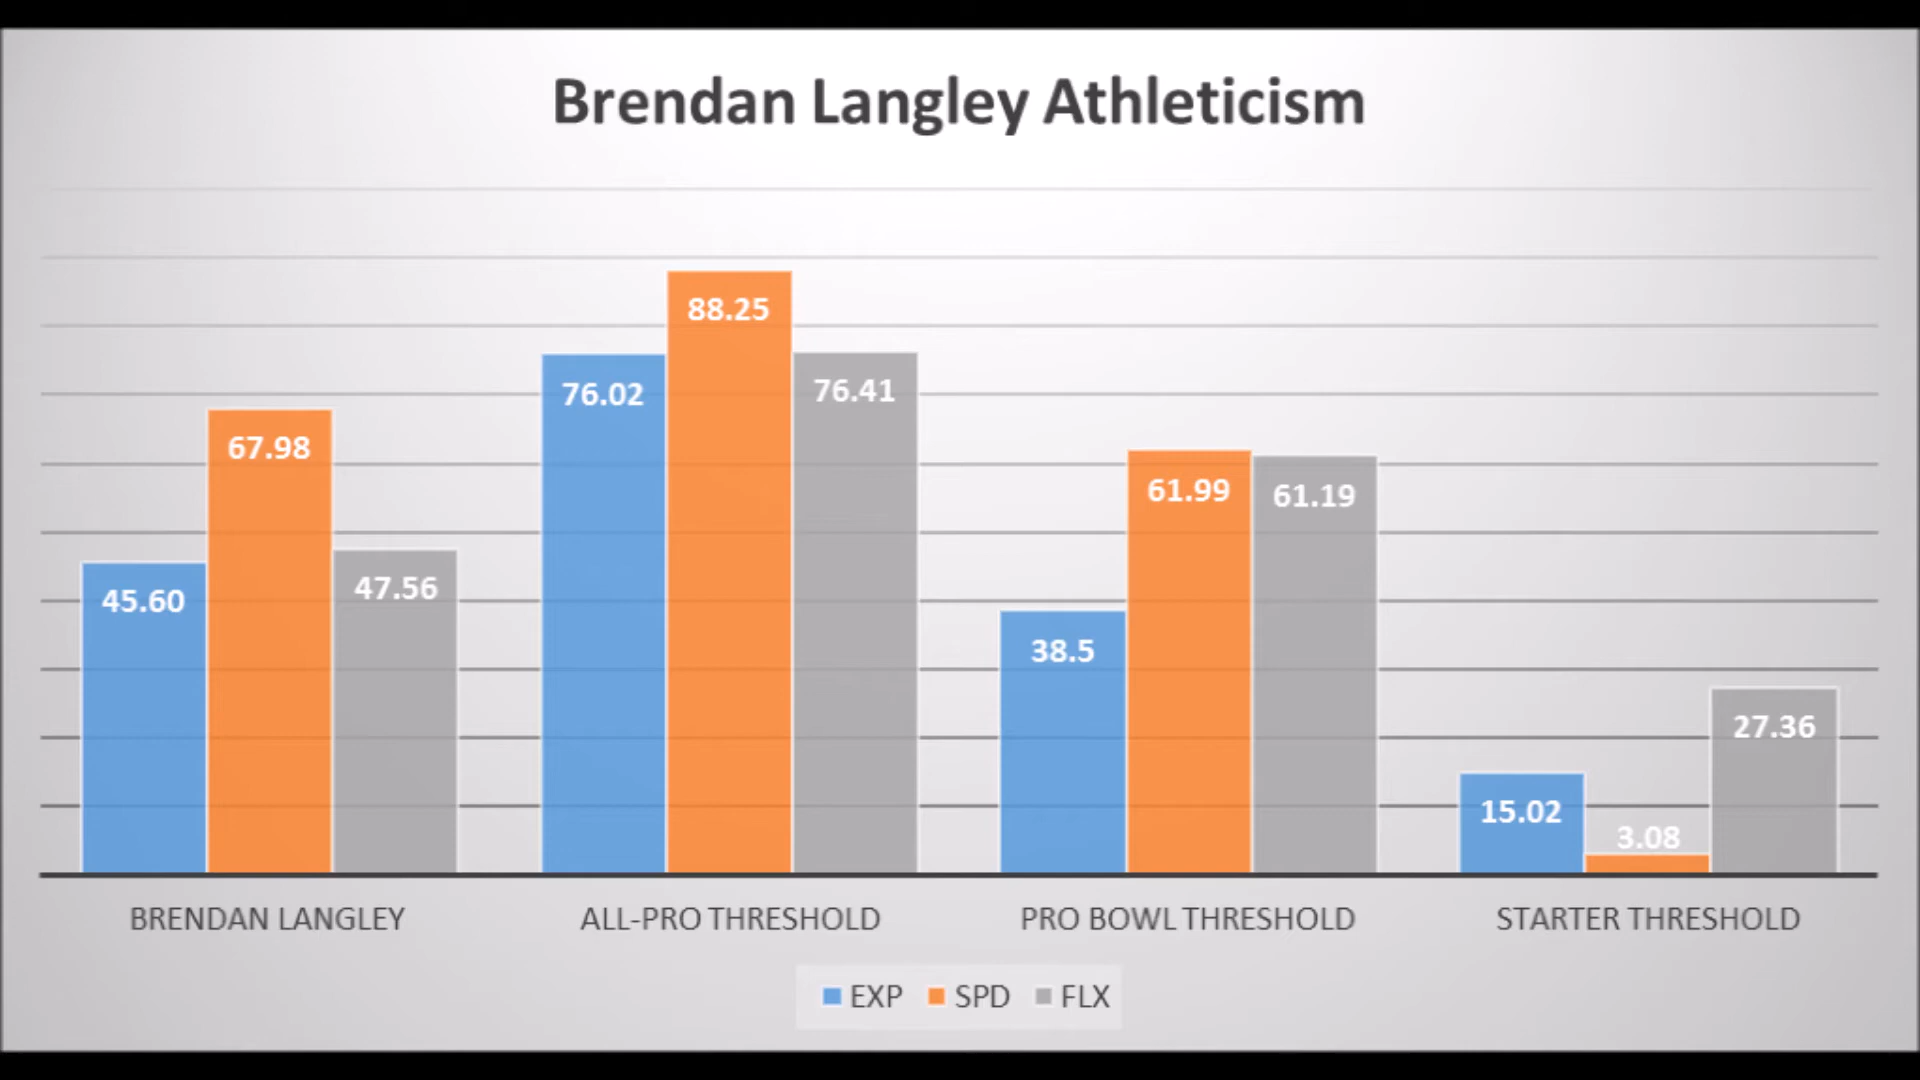 Brendan Langley Athleticism
88.25
76.02
76.41
67.98
61.99
61.19
45.60
47.56
38.5
27.36
15.02
3.08
BRENDAN LANGLEY
ALL-PRO THRESHOLD
PRO BOWL THRESHOLD
STARTER THRESHOLD
EXP SPD FLX